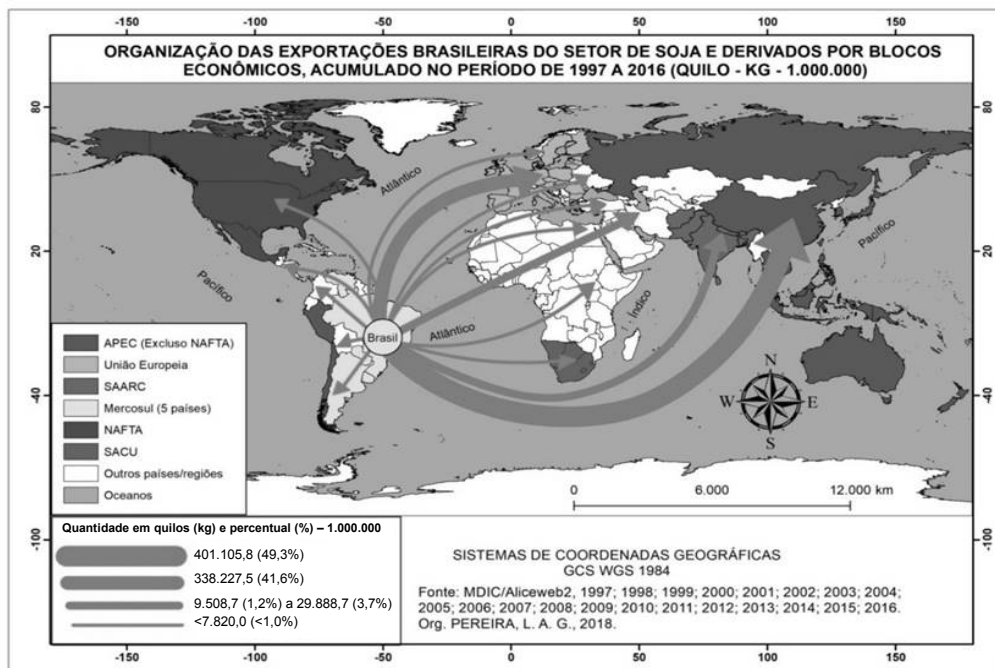 -150 -100 -50 0 50 100 150
ORGANIZAÇÃO DAS EXPORTAÇÕES BRASILEIRAS DO SETOR DE SOJA E DERIVADOS POR BLOCOS
ECONÔMICOS, ACUMULADO NO PERÍODO DE 1997 A 2016 (QUILO - KG - 1.000.000)
80 80
Atlântico
Pacífico
20 20
Pacífico
Índico
Atlântico
Brasil
APEC (Excluso NAFTA)
União Europeia
SAARC
Mercosul (5 países)
NAFTA
SACU
Outros países/regiões
Oceanos
-40 -40
N
W E
S
0 6.000 12.000 km
-100 -100
Quantidade em quilos (kg) e percentual (%) – 1.000.000
401.105,8 (49,3%)
338.227,5 (41,6%)
9.508,7 (1,2%) a 29.888,7 (3,7%)
<7.820,0 (<1,0%)
SISTEMAS DE COORDENADAS GEOGRÁFICAS
GCS WGS 1984
Fonte: MDIC/Aliceweb2, 1997; 1998; 1999; 2000; 2001; 2002; 2003; 2004;
2005; 2006; 2007; 2008; 2009; 2010; 2011; 2012; 2013; 2014; 2015; 2016.
Org. PEREIRA, L. A. G., 2018.
-150 -100 -50 0 50 100 150